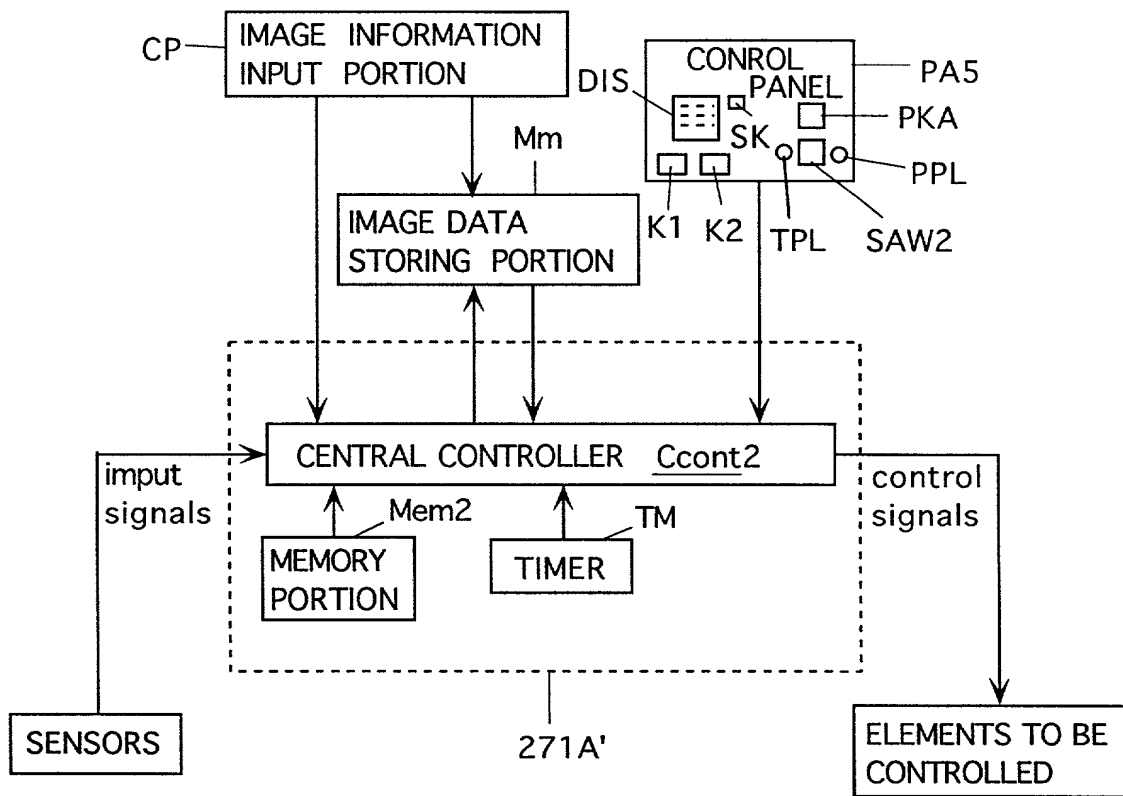 CP
IMAGE INFORMATION
INPUT PORTION
CONROL
PANEL
PA5
DIS
SK
PKA
PPL
K1
K2
TPL
SAW2
Mm
IMAGE DATA
STORING PORTION
CENTRAL CONTROLLER Ccont2
imput
signals
control
signals
Mem2
MEMORY
PORTION
TM
TIMER
271A'
SENSORS
ELEMENTS TO BE
CONTROLLED